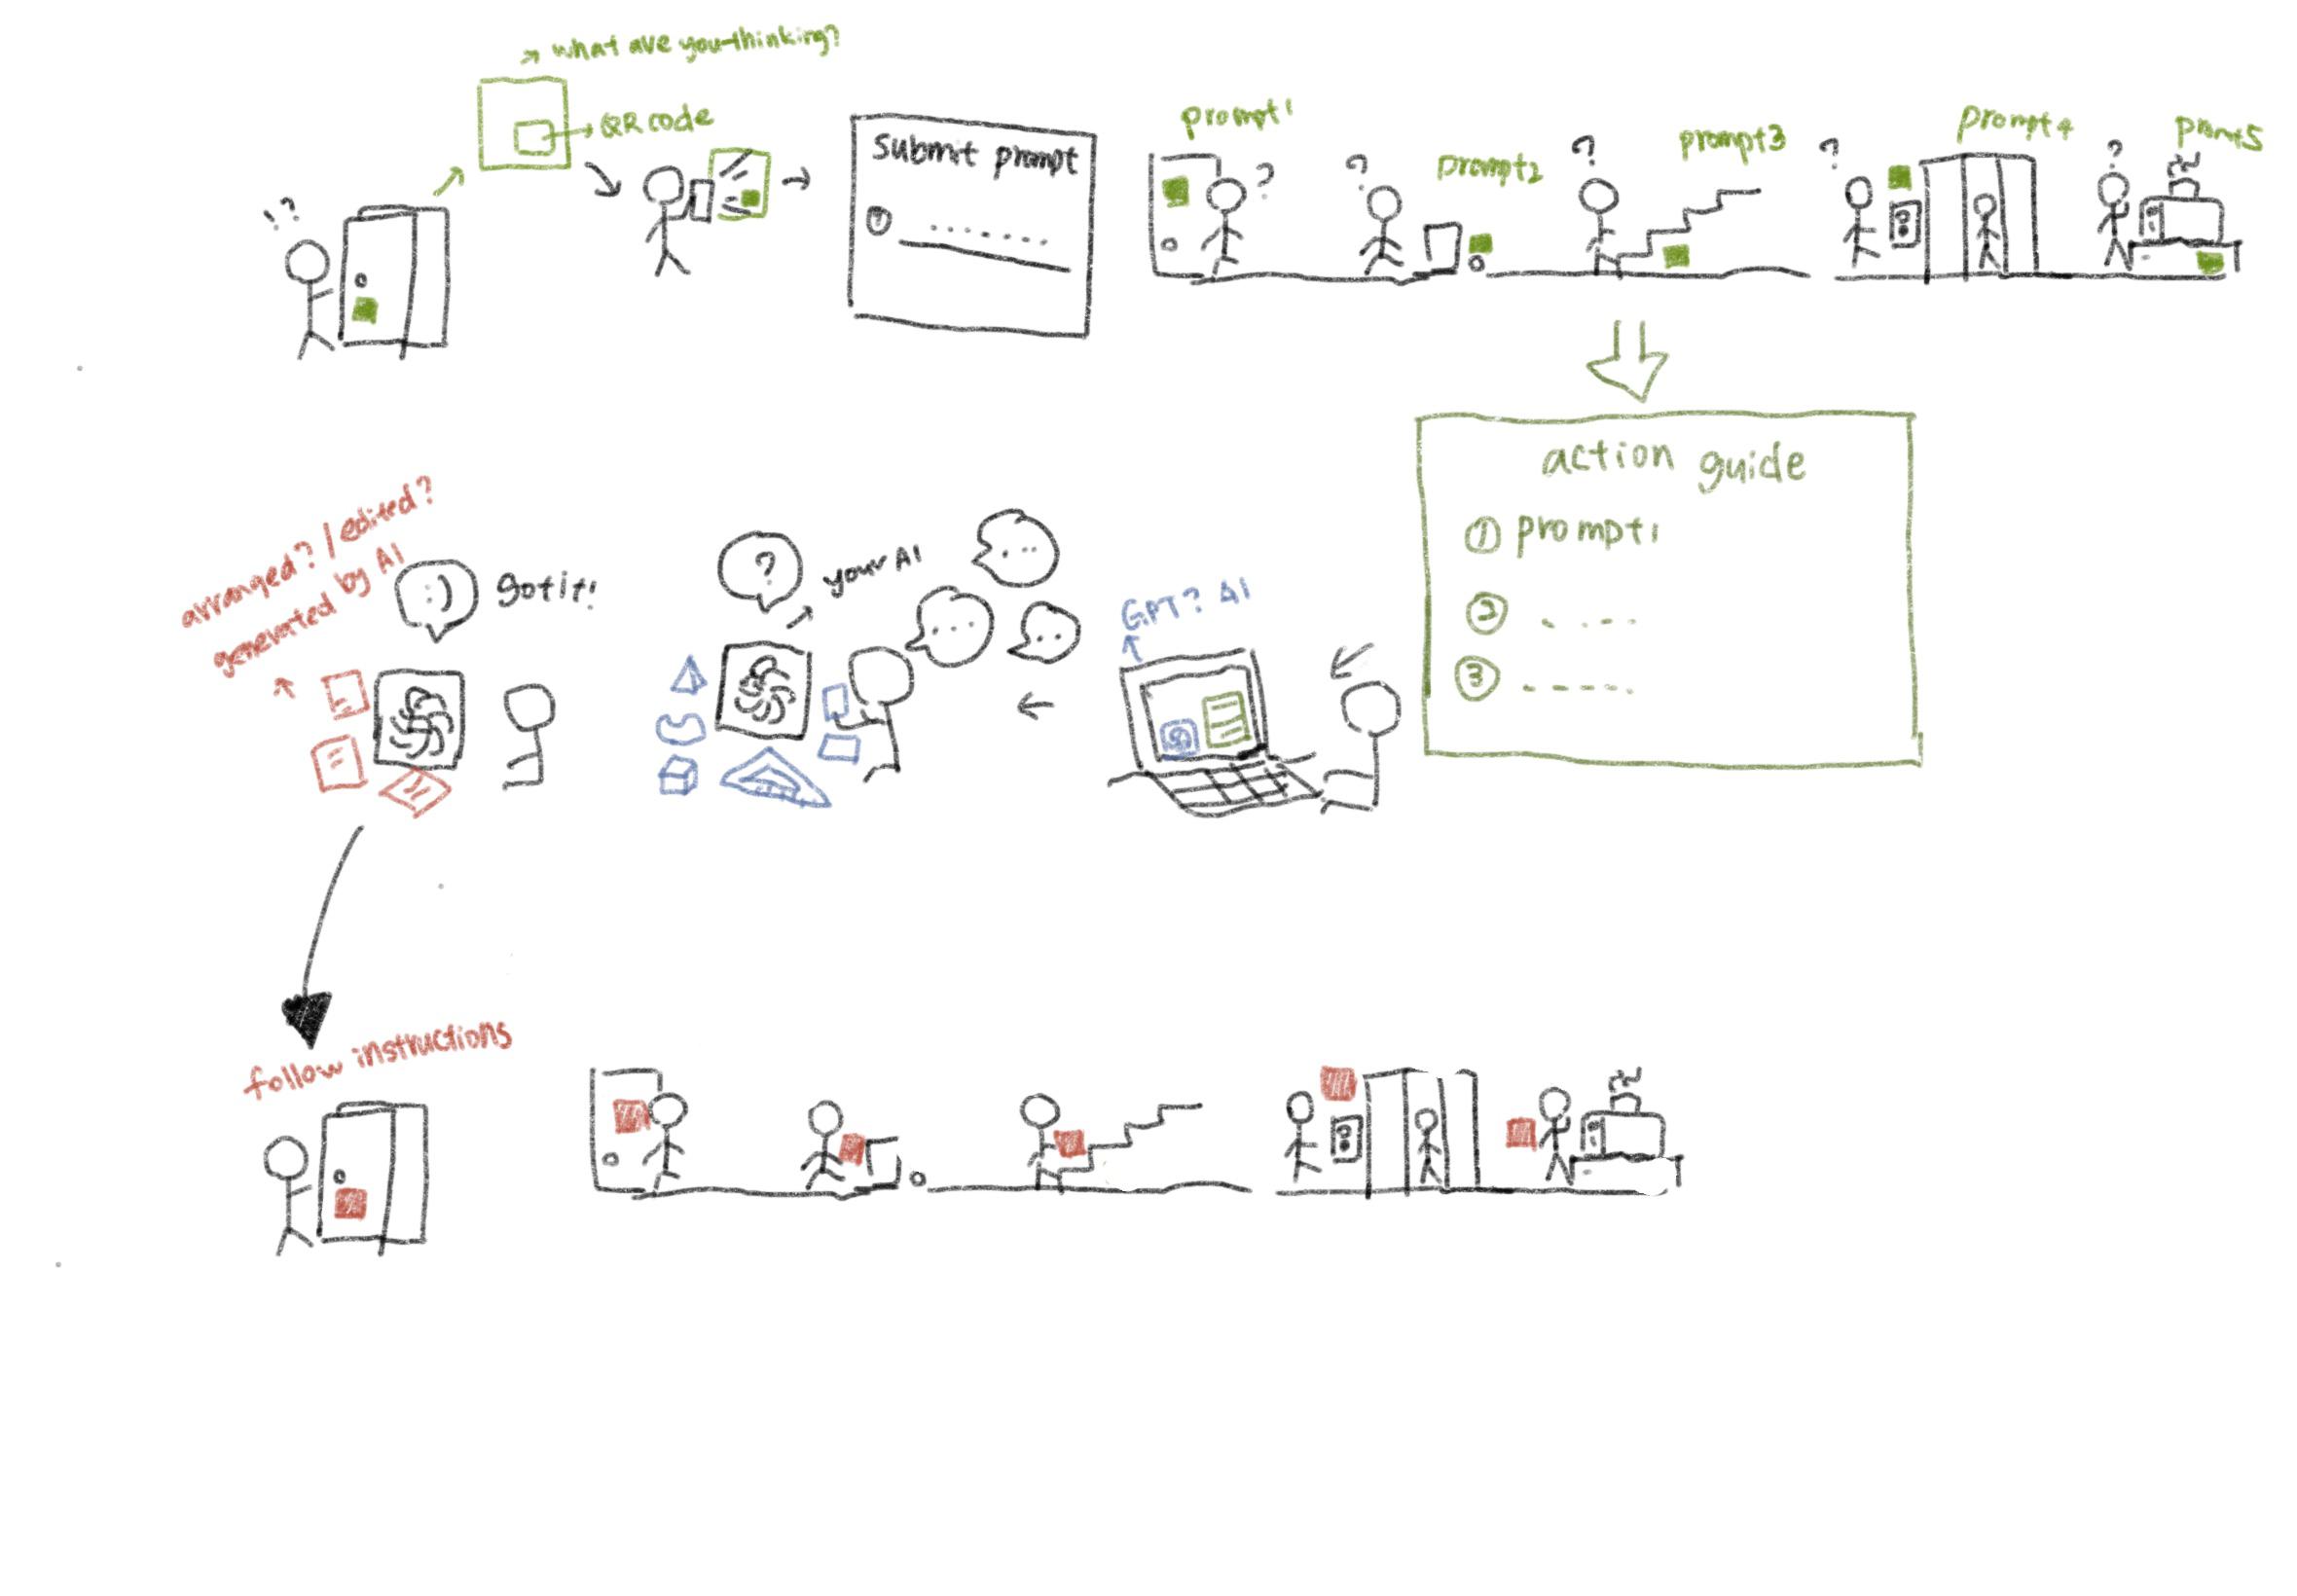 what are you thinking?
QR code
!?
submit prompt
①
prompt1
?
?
prompt2
?
prompt3
?
prompt4
?
promt5
action guide
① prompt1
② .....
③ .....
arranged? / edited?
generated by AI
:)
got it!
?
your AI
...
...
..
GPT? AI
follow instructions